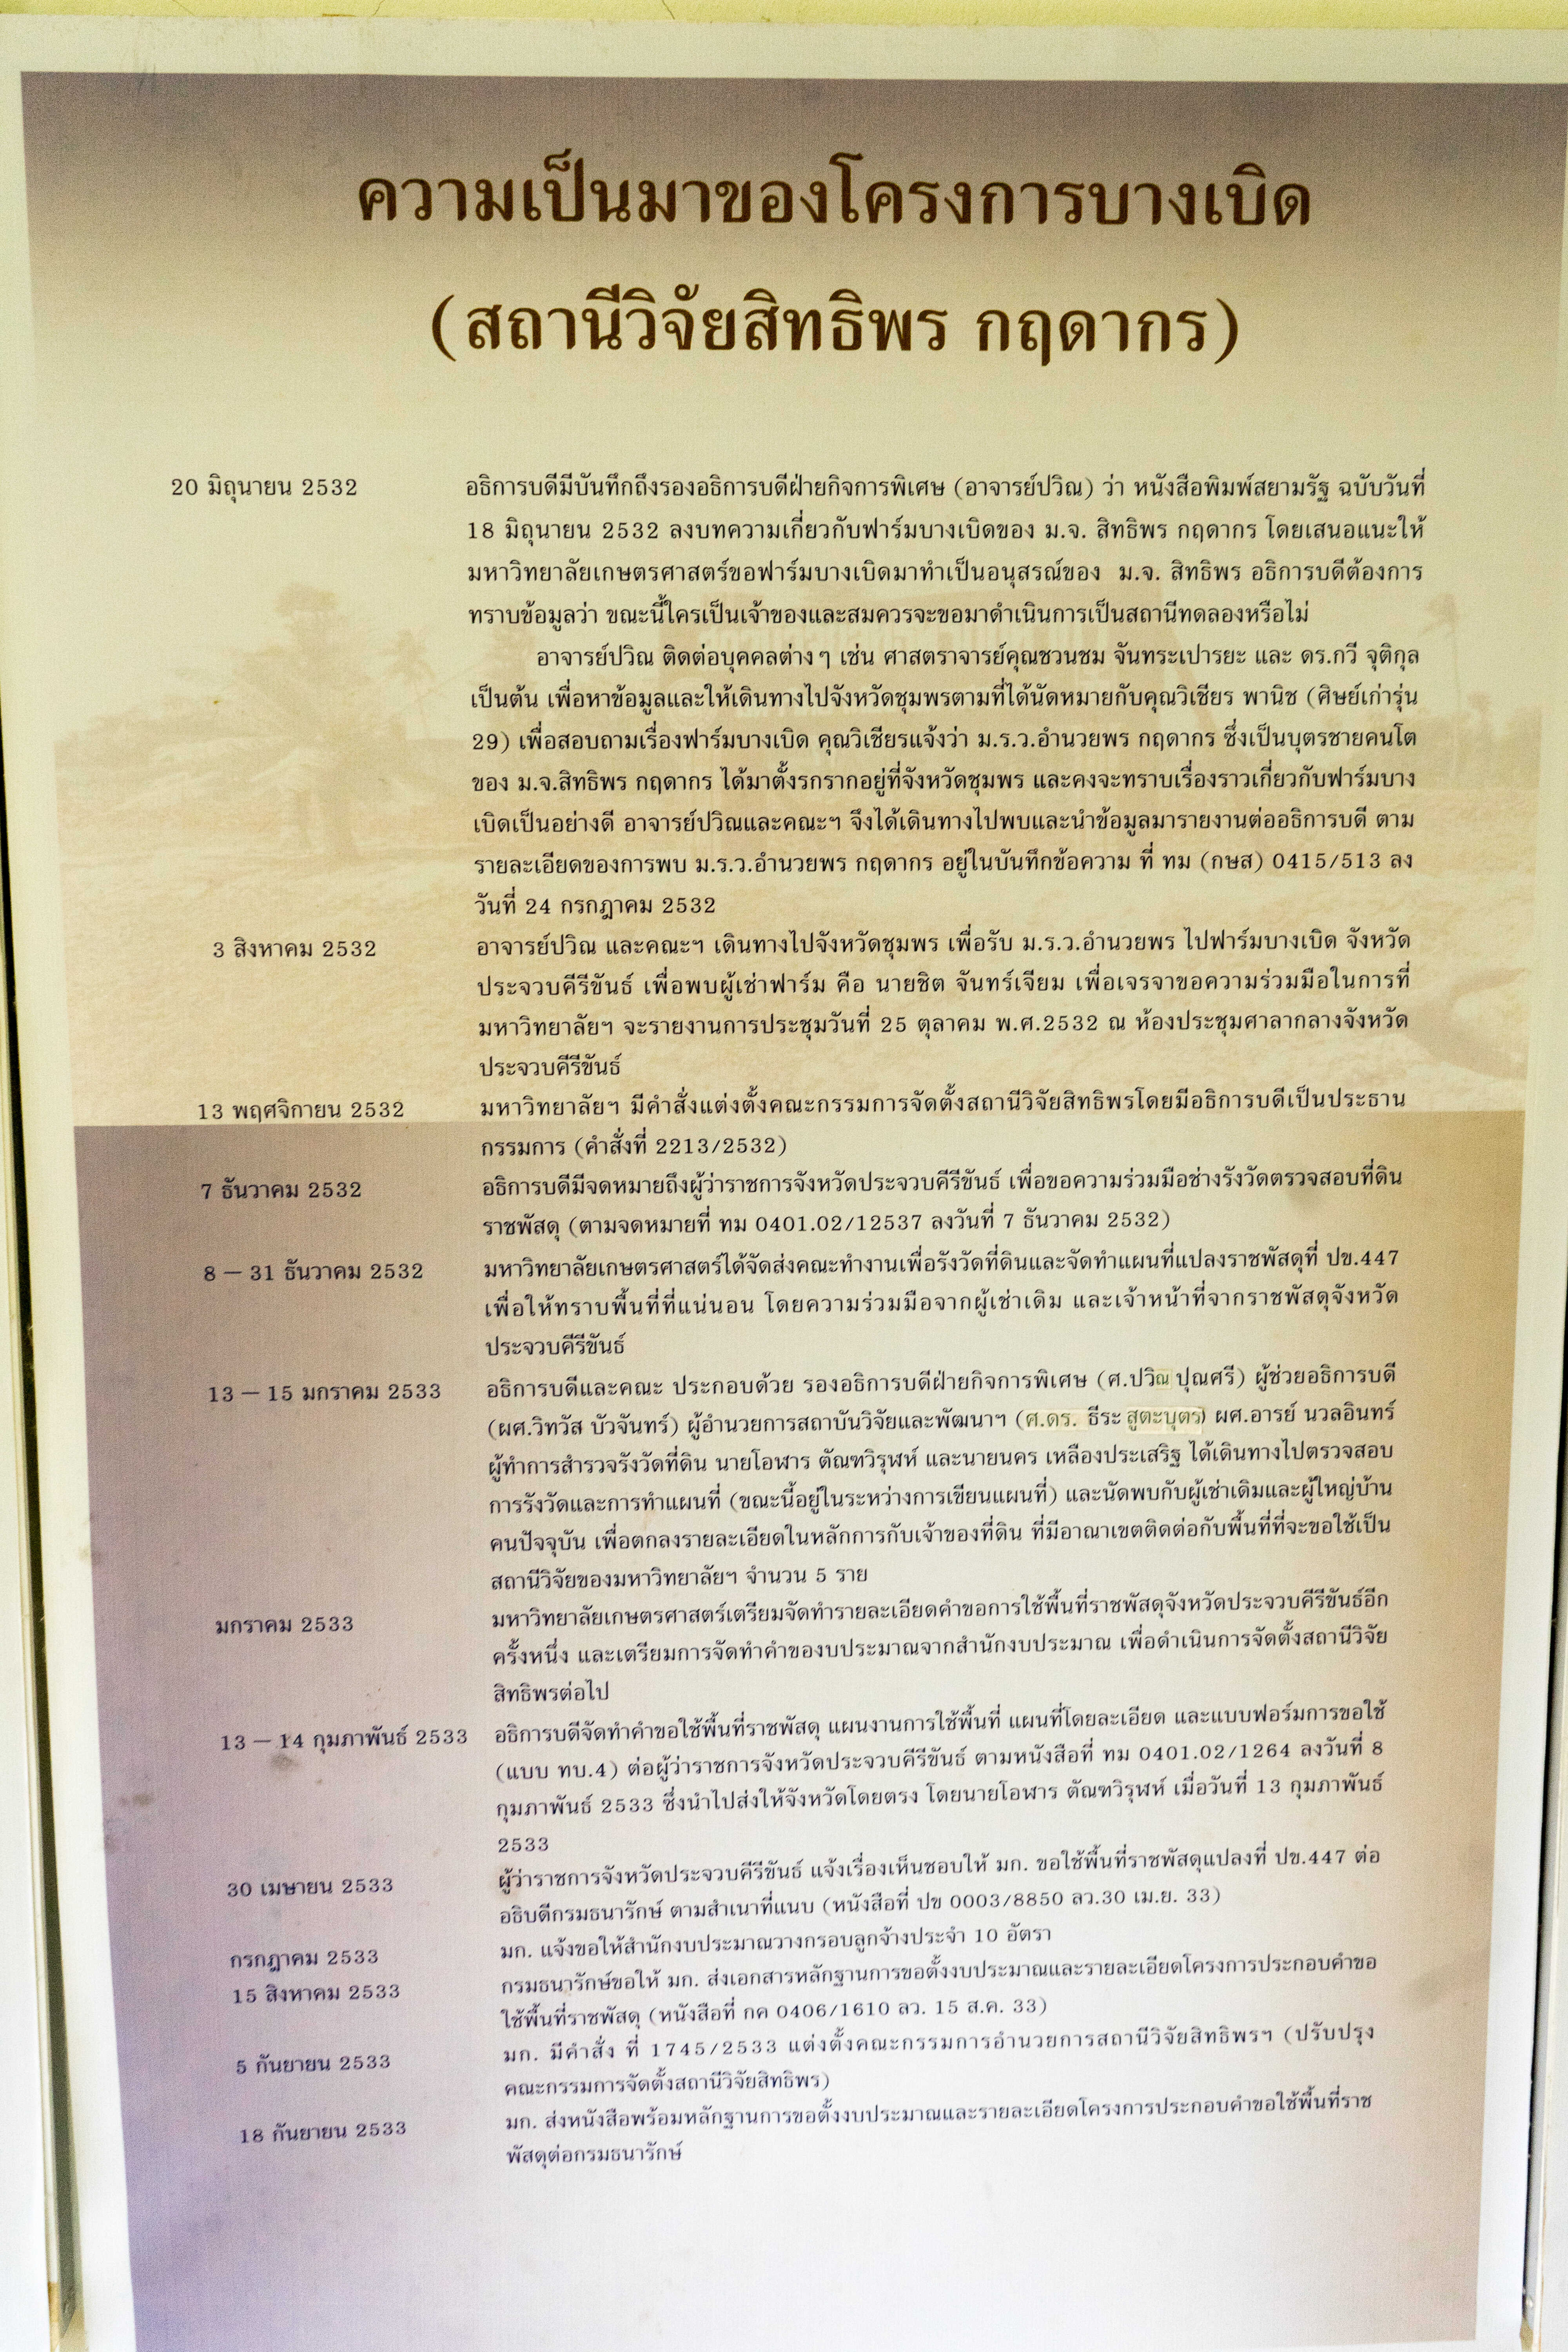 ความเป็นมาของโครงการบางเบิด
(สถานีวิจัยสิทธิพร กฤดากร)
20 มิถุนายน 2532 อธิการบดีมีบันทึกถึงรองอธิการบดีฝ่ายกิจการพิเศษ (อาจารย์ปวิณ) ว่า หนังสือพิมพ์สยามรัฐ ฉบับวันที่
18 มิถุนายน 2532 ลงบทความเกี่ยวกับฟาร์มบางเบิดของ ม.จ. สิทธิพร กฤดากร โดยเสนอแนะให้
มหาวิทยาลัยเกษตรศาสตร์ขอฟาร์มบางเบิดมาทำเป็นอนุสรณ์ของ ม.จ. สิทธิพร อธิการบดีต้องการ
ทราบข้อมูลว่า ขณะนี้ใครเป็นเจ้าของและสมควรจะขอมาดำเนินการเป็นสถานีทดลองหรือไม่
อาจารย์ปวิณ ติดต่อบุคคลต่างๆ เช่น ศาสตราจารย์คุณชวนชม จันทระเปารยะ และ ดร.กวี จุติกุล
เป็นต้น เพื่อหาข้อมูลและให้เดินทางไปจังหวัดชุมพรตามที่ได้นัดหมายกับคุณวิเชียร พานิช (ศิษย์เก่ารุ่น
29) เพื่อสอบถามเรื่องฟาร์มบางเบิด คุณวิเชียรแจ้งว่า ม.ร.ว.อำนวยพร กฤดากร ซึ่งเป็นบุตรชายคนโต
ของ ม.จ.สิทธิพร กฤดากร ได้มาตั้งรกรากอยู่ที่จังหวัดชุมพร และคงจะทราบเรื่องราวเกี่ยวกับฟาร์มบาง
เบิดเป็นอย่างดี อาจารย์ปวิณและคณะฯ จึงได้เดินทางไปพบและนำข้อมูลมารายงานต่ออธิการบดี ตาม
รายละเอียดของการพบ ม.ร.ว.อำนวยพร กฤดากร อยู่ในบันทึกข้อความ ที่ ทม (กษส) 0415/513 ลง
วันที่ 24 กรกฎาคม 2532
3 สิงหาคม 2532 อาจารย์ปวิณ และคณะฯ เดินทางไปจังหวัดชุมพร เพื่อรับ ม.ร.ว.อำนวยพร ไปฟาร์มบางเบิด จังหวัด
ประจวบคีรีขันธ์ เพื่อพบผู้เช่าฟาร์ม คือ นายชิต จันทร์เจียม เพื่อเจรจาขอความร่วมมือในการที่
มหาวิทยาลัยฯ จะรายงานการประชุมวันที่ 25 ตุลาคม พ.ศ.2532 ณ ห้องประชุมศาลากลางจังหวัด
ประจวบคีรีขันธ์
13 พฤศจิกายน 2532 มหาวิทยาลัยฯ มีคำสั่งแต่งตั้งคณะกรรมการจัดตั้งสถานีวิจัยสิทธิพรโดยมีอธิการบดีเป็นประธาน
กรรมการ (คำสั่งที่ 2213/2532)
7 ธันวาคม 2532 อธิการบดีมีจดหมายถึงผู้ว่าราชการจังหวัดประจวบคีรีขันธ์ เพื่อขอความร่วมมือช่างรังวัดตรวจสอบที่ดิน
ราชพัสดุ (ตามจดหมายที่ ทม 0401.02/12537 ลงวันที่ 7 ธันวาคม 2532)
8 – 31 ธันวาคม 2532 มหาวิทยาลัยเกษตรศาสตร์ได้จัดส่งคณะทำงานเพื่อรังวัดที่ดินและจัดทำแผนที่แปลงราชพัสดุที่ ปข.447
เพื่อให้ทราบพื้นที่ที่แน่นอน โดยความร่วมมือจากผู้เช่าเดิม และเจ้าหน้าที่จากราชพัสดุจังหวัด
ประจวบคีรีขันธ์
13 – 15 มกราคม 2533 อธิการบดีและคณะ ประกอบด้วย รองอธิการบดีฝ่ายกิจการพิเศษ (ศ.ปวิณ ปุณศรี) ผู้ช่วยอธิการบดี
(ผศ.วิทวัส บัวจันทร์) ผู้อำนวยการสถาบันวิจัยและพัฒนาฯ (ศ.ดร. ธีระ สูตะบุตร) ผศ.อารย์ นวลอินทร์
ผู้ทำการสำรวจรังวัดที่ดิน นายโอฬาร ตัณฑวิรุฬห์ และนายนคร เหลืองประเสริฐ ได้เดินทางไปตรวจสอบ
การรังวัดและการทำแผนที่ (ขณะนี้อยู่ในระหว่างการเขียนแผนที่) และนัดพบกับผู้เช่าเดิมและผู้ใหญ่บ้าน
คนปัจจุบัน เพื่อตกลงรายละเอียดในหลักการกับเจ้าของที่ดิน ที่มีอาณาเขตติดต่อกับพื้นที่ที่จะขอใช้เป็น
สถานีวิจัยของมหาวิทยาลัยฯ จำนวน 5 ราย
มกราคม 2533 มหาวิทยาลัยเกษตรศาสตร์เตรียมจัดทำรายละเอียดคำขอการใช้พื้นที่ราชพัสดุจังหวัดประจวบคีรีขันธ์อีก
ครั้งหนึ่ง และเตรียมการจัดทำคำของบประมาณจากสำนักงบประมาณ เพื่อดำเนินการจัดตั้งสถานีวิจัย
สิทธิพรต่อไป
13 – 14 กุมภาพันธ์ 2533 อธิการบดีจัดทำคำขอใช้พื้นที่ราชพัสดุ แผนงานการใช้พื้นที่ แผนที่โดยละเอียด และแบบฟอร์มการขอใช้
(แบบ ทบ.4) ต่อผู้ว่าราชการจังหวัดประจวบคีรีขันธ์ ตามหนังสือที่ ทม 0401.02/1264 ลงวันที่ 8
กุมภาพันธ์ 2533 ซึ่งนำไปส่งให้จังหวัดโดยตรง โดยนายโอฬาร ตัณฑวิรุฬห์ เมื่อวันที่ 13 กุมภาพันธ์
2533
30 เมษายน 2533 ผู้ว่าราชการจังหวัดประจวบคีรีขันธ์ แจ้งเรื่องเห็นชอบให้ มก. ขอใช้พื้นที่ราชพัสดุแปลงที่ ปข.447 ต่อ
อธิบดีกรมธนารักษ์ ตามสำเนาที่แนบ (หนังสือที่ ปข 0003/8850 ลว.30 เม.ย. 33)
กรกฎาคม 2533 มก. แจ้งขอให้สำนักงบประมาณวางกรอบลูกจ้างประจำ 10 อัตรา
15 สิงหาคม 2533 กรมธนารักษ์ขอให้ มก. ส่งเอกสารหลักฐานการขอตั้งงบประมาณและรายละเอียดโครงการประกอบคำขอ
ใช้พื้นที่ราชพัสดุ (หนังสือที่ กค 0406/1610 ลว. 15 ส.ค. 33)
5 กันยายน 2533 มก. มีคำสั่ง ที่ 1745/2533 แต่งตั้งคณะกรรมการอำนวยการสถานีวิจัยสิทธิพรฯ (ปรับปรุง
คณะกรรมการจัดตั้งสถานีวิจัยสิทธิพร)
18 กันยายน 2533 มก. ส่งหนังสือพร้อมหลักฐานการขอตั้งงบประมาณและรายละเอียดโครงการประกอบคำขอใช้พื้นที่ราช
พัสดุต่อกรมธนารักษ์